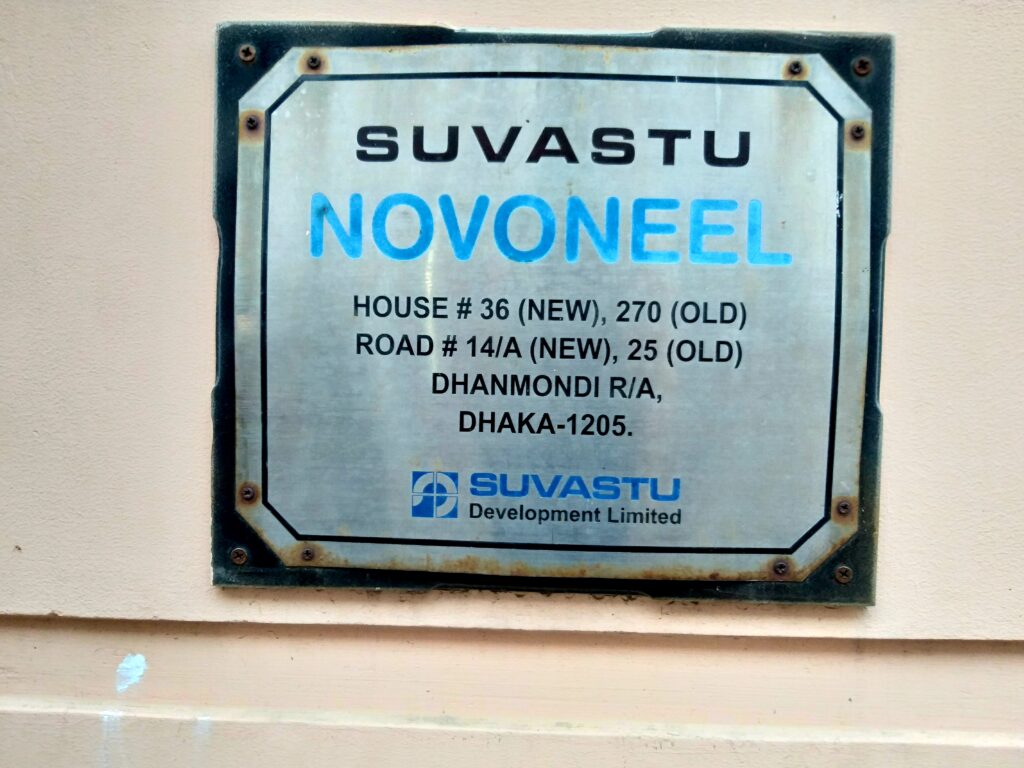 SUVASTU
NOVONEEL
HOUSE # 36 (NEW), 270 (OLD)
ROAD # 14/A (NEW), 25 (OLD)
DHANMONDI R/A,
DHAKA-1205.
SUVASTU
Development Limited